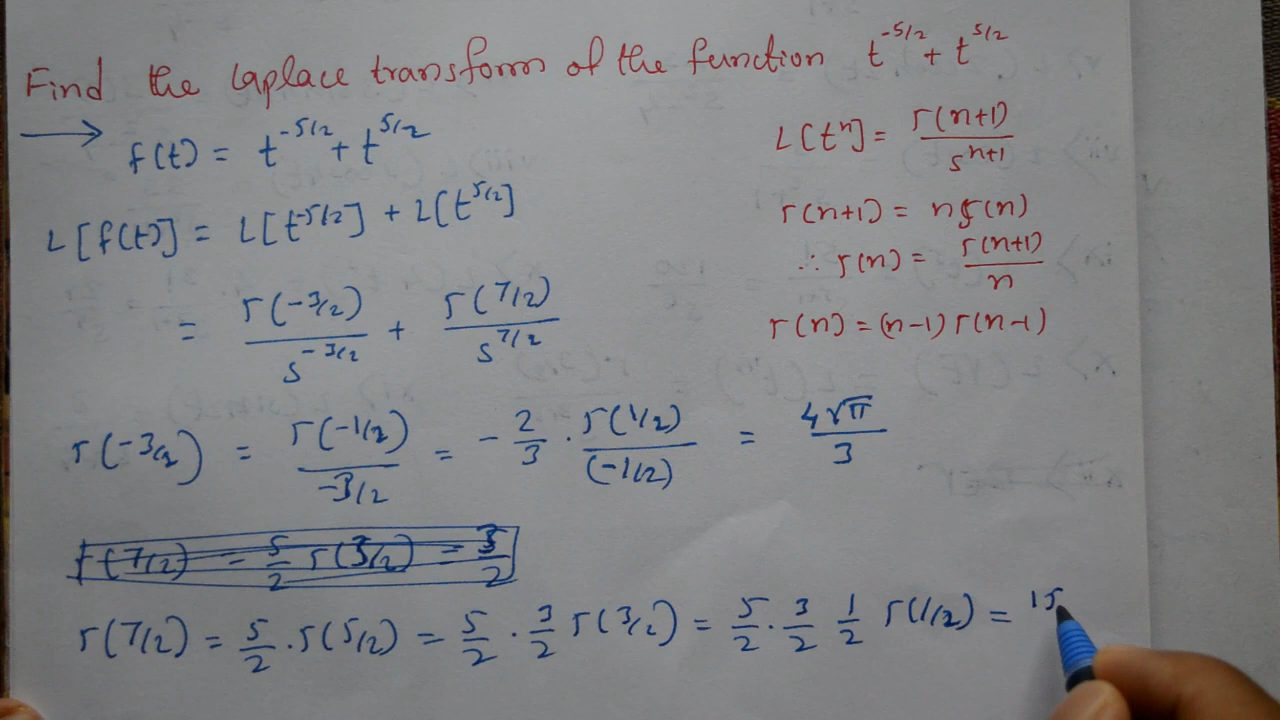 Find the laplace transform of the function t^{-5/2} + t^{5/2}
→ f(t) = t^{-5/2} + t^{5/2}
L[t^n] = Γ(n+1)/s^{n+1}
L[f(t)] = L[t^{-5/2}] + L[t^{5/2}]
Γ(n+1) = nΓ(n)
∴ Γ(n) = Γ(n+1)/n
= Γ(-3/2)/s^{-3/2} + Γ(7/2)/s^{7/2}
Γ(n) = (n-1) Γ(n-1)
Γ(-3/2) = Γ(-1/2)/(-3/2) = -2/3 · Γ(1/2)/(-1/2) = 4√π/3
Γ(7/2) = 5/2 Γ(3/2) = 3/2
Γ(7/2) = 5/2 · Γ(5/2) = 5/2 · 3/2 Γ(3/2) = 5/2 · 3/2 1/2 Γ(1/2) = 15